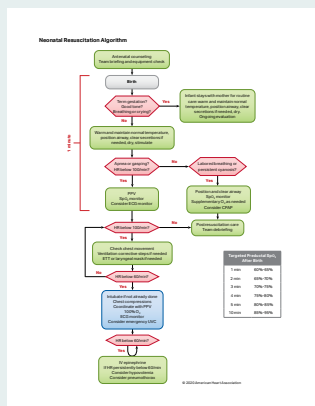 Neonatal Resuscitation Algorithm
Antenatal counseling
Team briefing and equipment check
Birth
1 minute
Term gestation?
Good tone?
Breathing or crying?
Yes
Infant stays with mother for routine
care: warm and maintain normal
temperature, position airway, clear
secretions if needed, dry.
Ongoing evaluation
No
Warm and maintain normal temperature,
position airway, clear secretions if
needed, dry, stimulate
Apnea or gasping?
HR below 100/min?
No
Labored breathing or
persistent cyanosis?
Yes
Yes
PPV
SpO₂ monitor
Consider ECG monitor
Position and clear airway
SpO₂ monitor
Supplementary O₂ as needed
Consider CPAP
HR below 100/min?
No
Postresuscitation care
Team debriefing
Yes
Check chest movement
Ventilation corrective steps if needed
ETT or laryngeal mask if needed
No
HR below 60/min?
Yes
Intubate if not already done
Chest compressions
Coordinate with PPV
100% O₂
ECG monitor
Consider emergency UVC
HR below 60/min?
Yes
IV epinephrine
If HR persistently below 60/min
Consider hypovolemia
Consider pneumothorax
Targeted Preductal SpO₂
After Birth
1 min 60%-65%
2 min 65%-70%
3 min 70%-75%
4 min 75%-80%
5 min 80%-85%
10 min 85%-95%
© 2020 American Heart Association